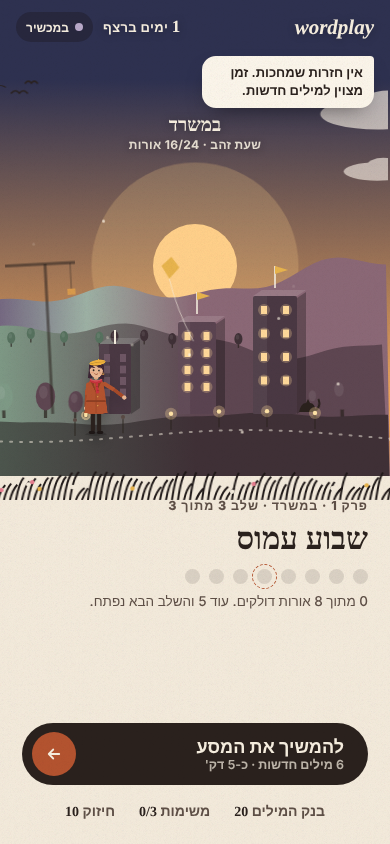 wordplay
1 ימים ברצף
במכשיר
אין חזרות שמחכות. זמן
מצוין למילים חדשות.
במשרד
שעת זהב · 16/24 אורות
פרק 1 · במשרד · שלב 3 מתוך 3
שבוע עמוס
0 מתוך 8 אורות דולקים. עוד 5 והשלב הבא נפתח.
להמשיך את המסע
6 מילים חדשות · כ-5 דק'
בנק המילים 20
משימות 0/3
חיזוק 10